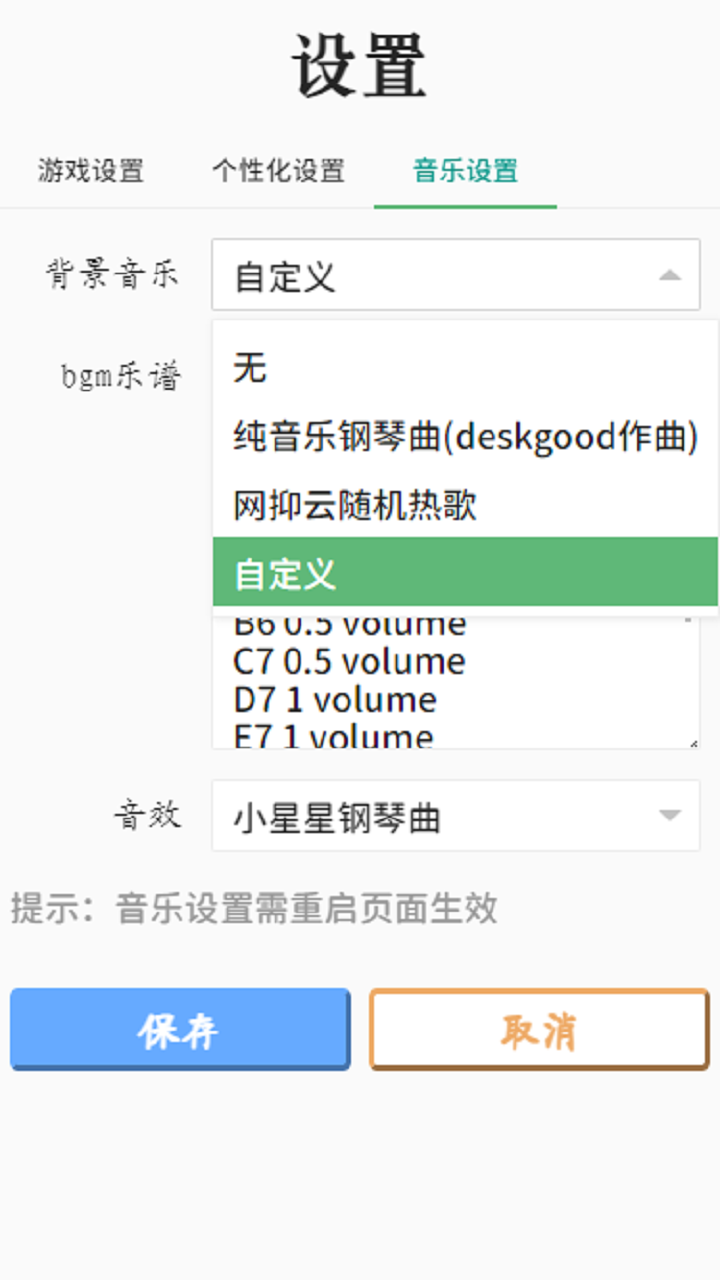 设置
游戏设置 个性化设置 音乐设置
背景音乐 自定义
bgm乐谱
无
纯音乐钢琴曲(deskgood作曲)
网抑云随机热歌
自定义
B6 0.5 volume
C7 0.5 volume
D7 1 volume
E7 1 volume
音效 小星星钢琴曲
提示：音乐设置需重启页面生效
保存 取消